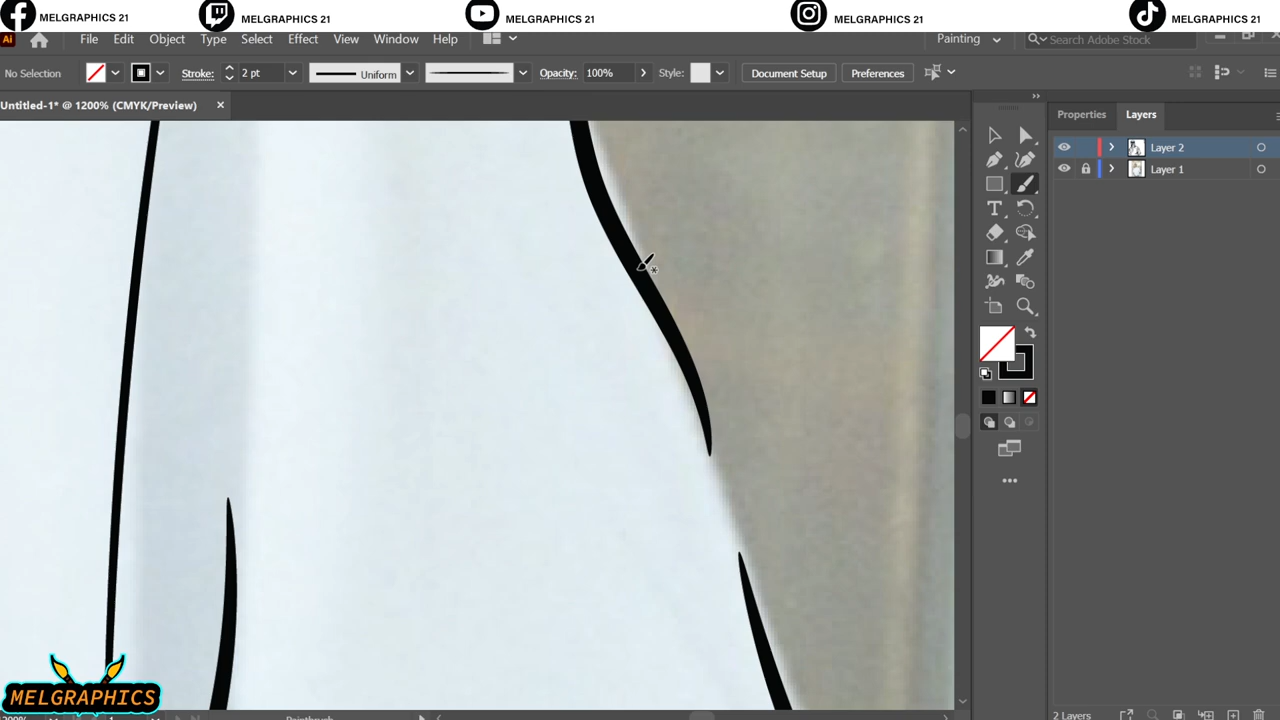 MELGRAPHICS 21 MELGRAPHICS 21 MELGRAPHICS 21 MELGRAPHICS 21 MELGRAPHICS 21
Ai File Edit Object Type Select Effect View Window Help Painting Search Adobe Stock
No Selection Stroke: 2 pt Uniform Opacity: 100% Style: Document Setup Preferences
Untitled-1* @ 1200% (CMYK/Preview)
Properties Layers
Layer 2
Layer 1
MELGRAPHICS
Paintbrush
2 Layers